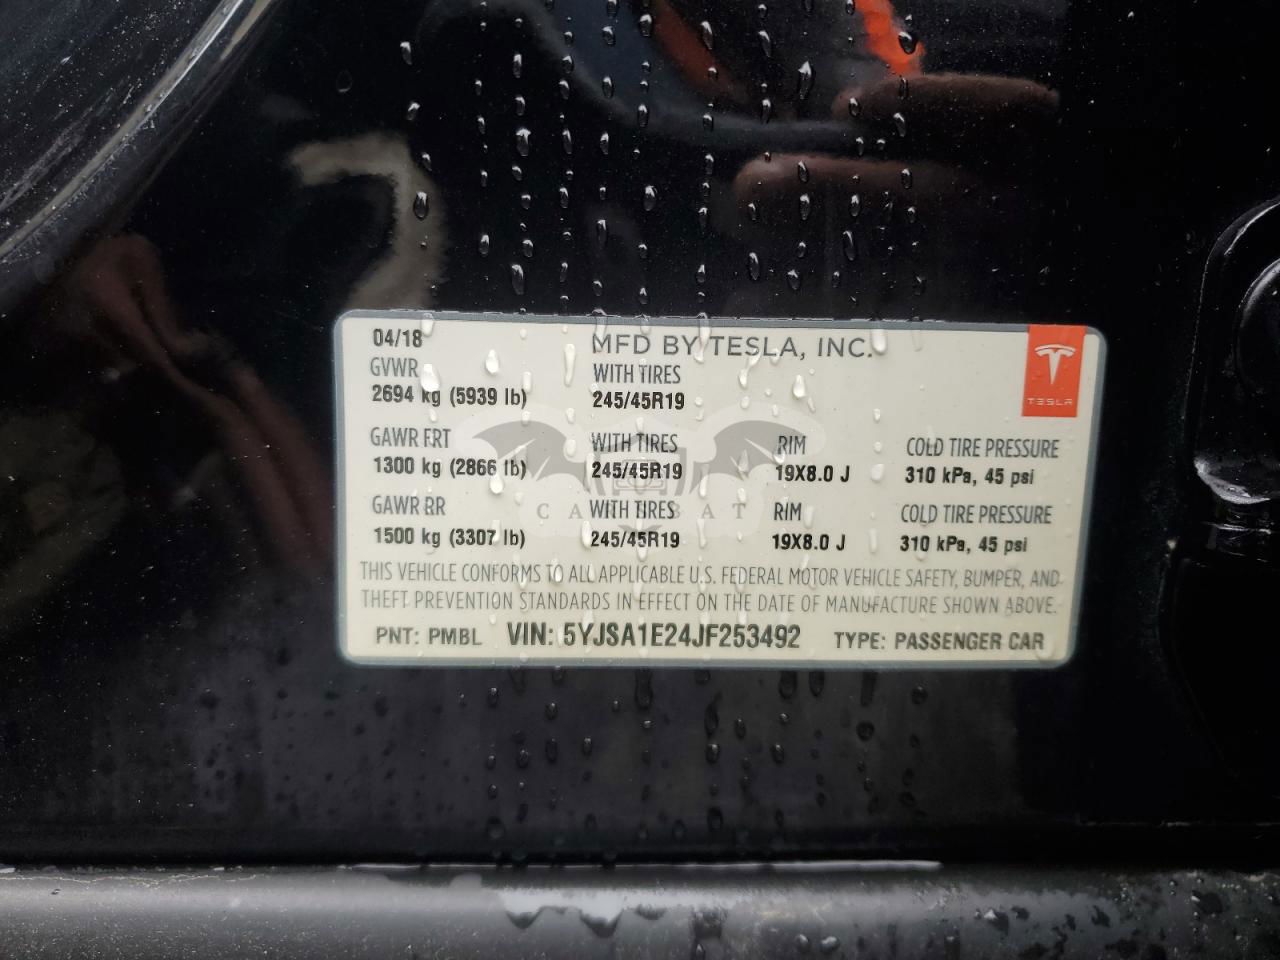 04/18 MFD BY TESLA, INC.
GVWR WITH TIRES
2694 kg (5939 lb) 245/45R19
TESLA
GAWR FRT WITH TIRES RIM COLD TIRE PRESSURE
1300 kg (2866 lb) 245/45R19 19X8.0 J 310 kPa, 45 psi
GAWR RR WITH TIRES RIM COLD TIRE PRESSURE
CAR BAT
1500 kg (3307 lb) 245/45R19 19X8.0 J 310 kPa, 45 psi
THIS VEHICLE CONFORMS TO ALL APPLICABLE U.S. FEDERAL MOTOR VEHICLE SAFETY, BUMPER, AND
THEFT PREVENTION STANDARDS IN EFFECT ON THE DATE OF MANUFACTURE SHOWN ABOVE.
PNT: PMBL VIN: 5YJSA1E24JF253492 TYPE: PASSENGER CAR